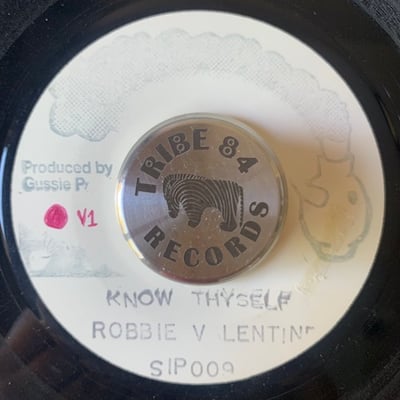 TRIBE 84
RECORDS
Produced by
Gussie P
V1
KNOW THYSELF
ROBBIE V LENTINE
SIP009